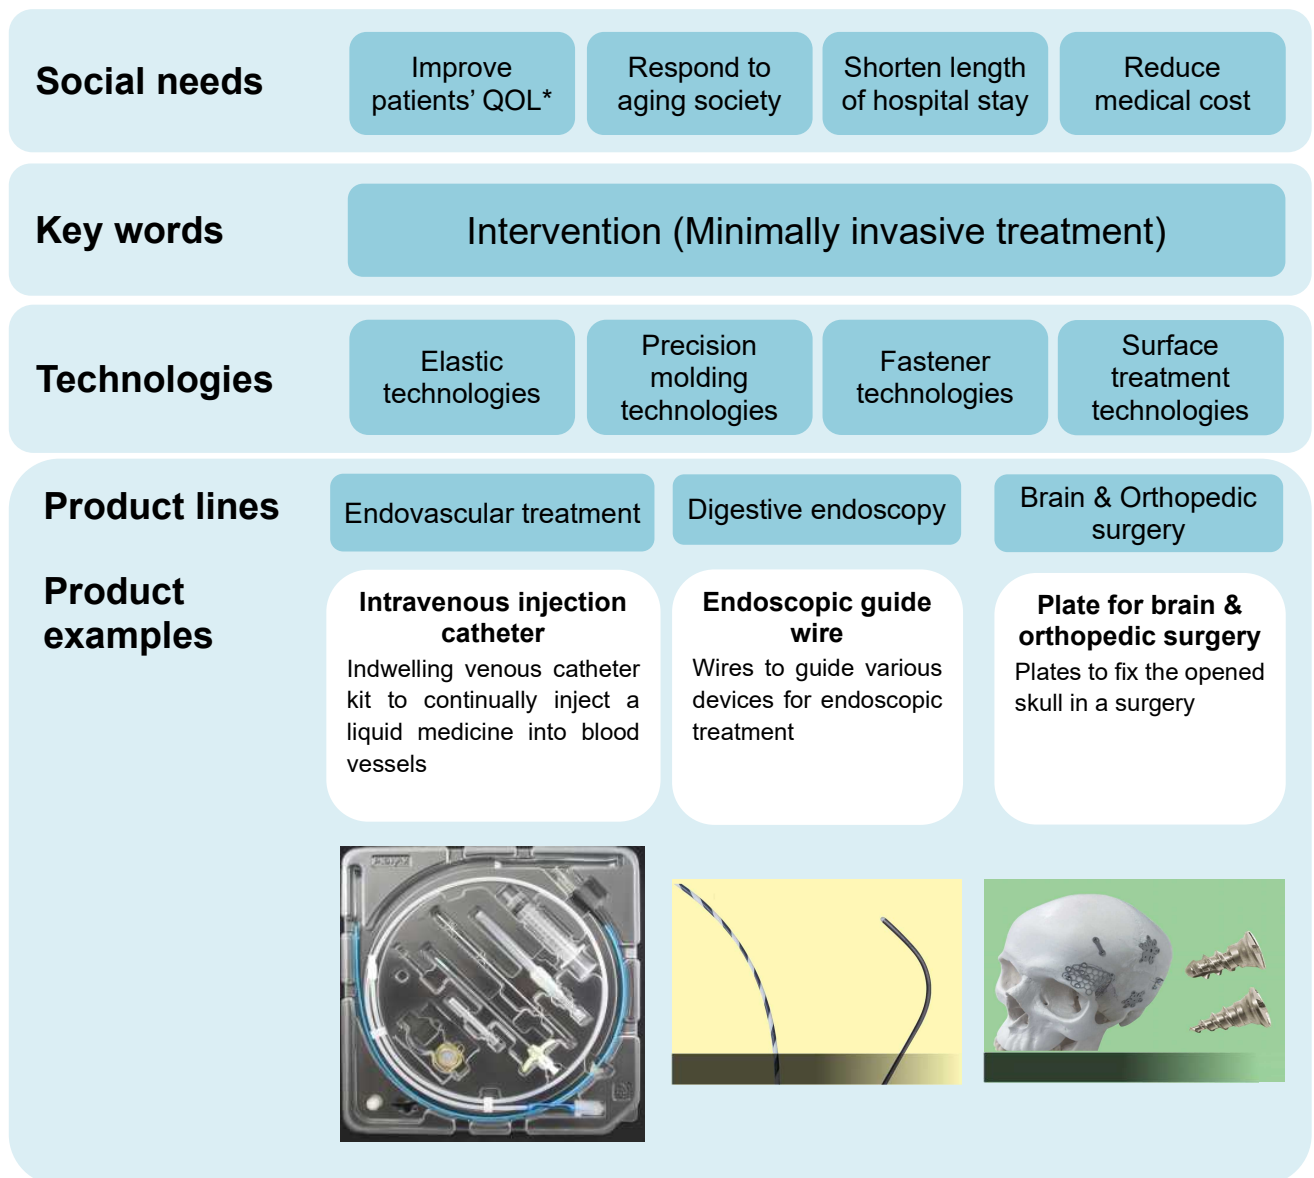 Social needs
Improve
patients’ QOL*
Respond to
aging society
Shorten length
of hospital stay
Reduce
medical cost
Key words
Intervention (Minimally invasive treatment)
Technologies
Elastic
technologies
Precision
molding
technologies
Fastener
technologies
Surface
treatment
technologies
Product lines
Endovascular treatment
Digestive endoscopy
Brain & Orthopedic
surgery
Product
examples
Intravenous injection
catheter
Indwelling venous catheter
kit to continually inject a
liquid medicine into blood
vessels
Endoscopic guide
wire
Wires to guide various
devices for endoscopic
treatment
Plate for brain &
orthopedic surgery
Plates to fix the opened
skull in a surgery